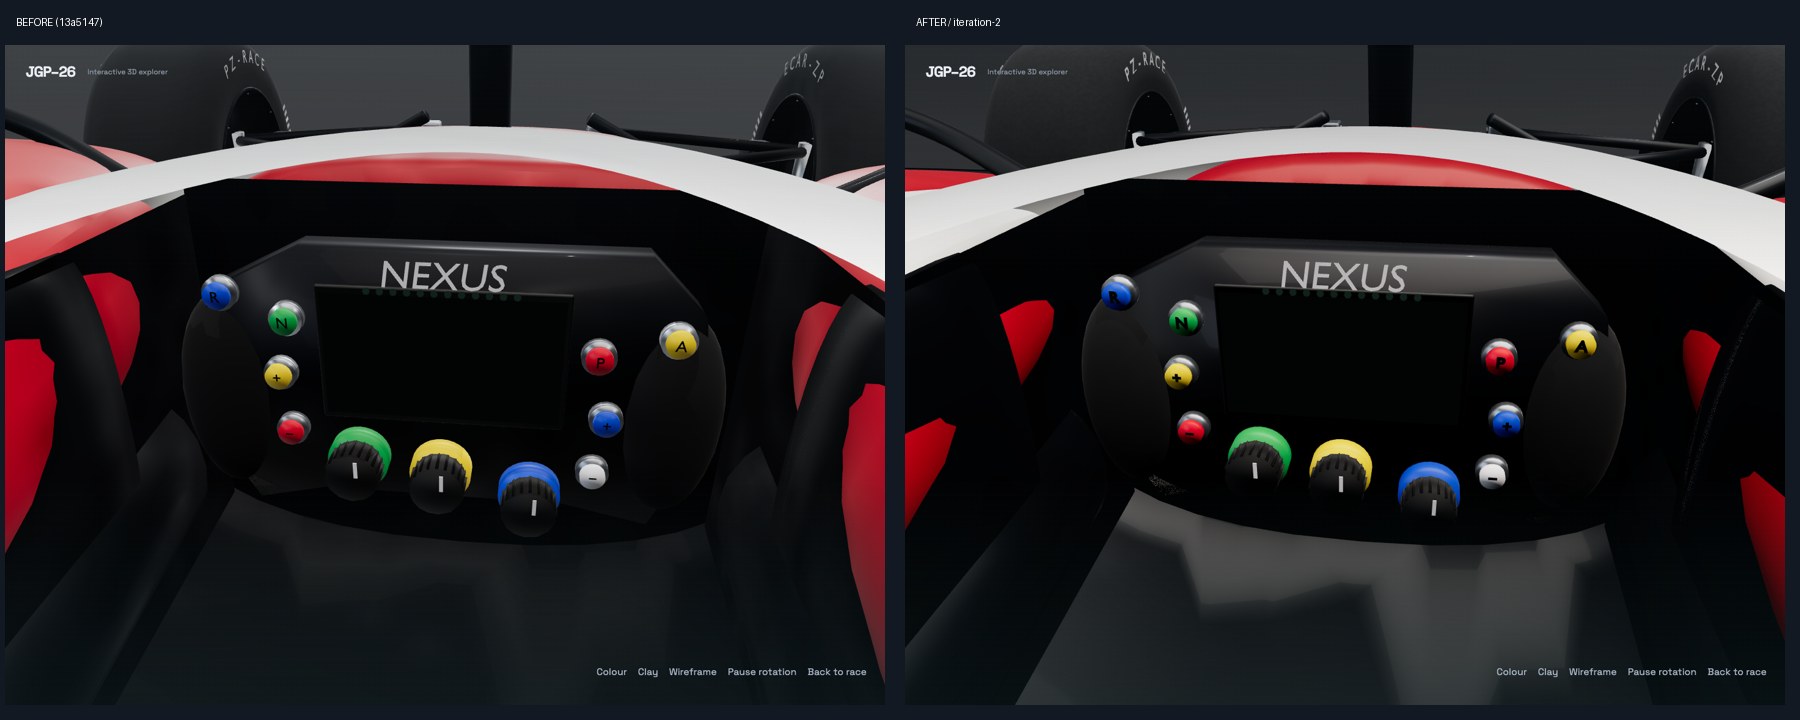 BEFORE (13a5147)
AFTER / iteration-2
JGP-26 Interactive 3D explorer
PZ-RACE
ECAR-ZP
NEXUS
R
N
+
-
P
A
+
-
Colour Clay Wireframe Pause rotation Back to race
JGP-26 Interactive 3D explorer
PZ-RACE
ECAR-ZP
NEXUS
R
N
+
-
P
A
+
-
Colour Clay Wireframe Pause rotation Back to race